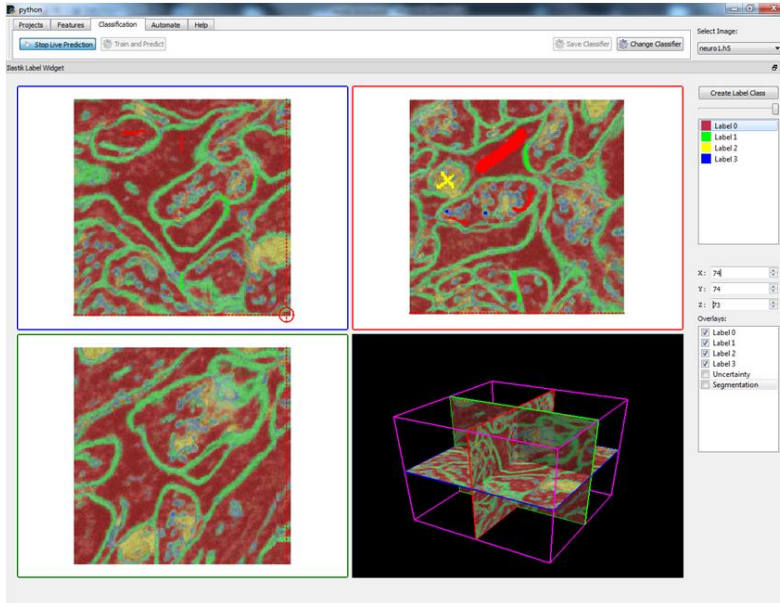 python
Projects Features Classification Automate Help
Stop Live Prediction Train and Predict Save Classifier Change Classifier
Select Image:
neuro1.h5
Ilastik Label Widget
Create Label Class
Label 0
Label 1
Label 2
Label 3
X: 74
Y: 74
Z: 73
Overlays:
Label 0
Label 1
Label 2
Label 3
Uncertainty
Segmentation